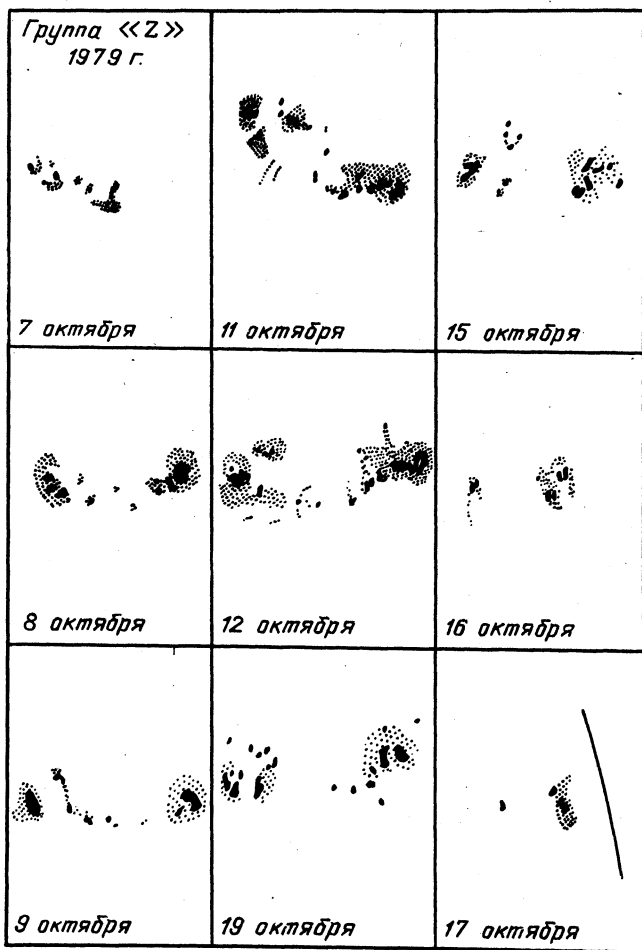 Группа «Z»
1979 г.
7 октября
11 октября
15 октября
8 октября
12 октября
16 октября
9 октября
19 октября
17 октября